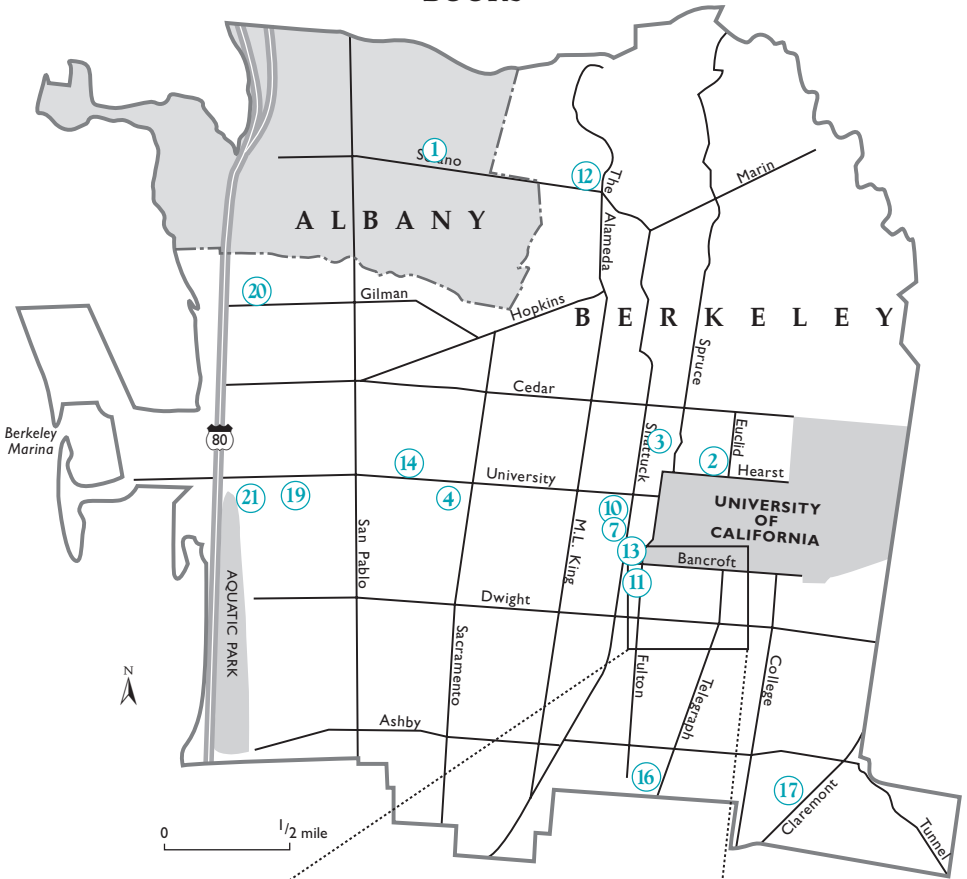 BOOKS
1
Solano
12
The Alameda
Marin
ALBANY
20
Gilman
Hopkins
BERKELEY
Spruce
Cedar
Berkeley
Marina
80
Shattuck
3
Euclid
2
Hearst
14
University
21
19
4
10
7
UNIVERSITY
OF
CALIFORNIA
San Pablo
M.L. King
13
Bancroft
11
AQUATIC PARK
Dwight
Sacramento
Fulton
Telegraph
College
N
Ashby
16
17
Claremont
Tunnel
0
1/2 mile